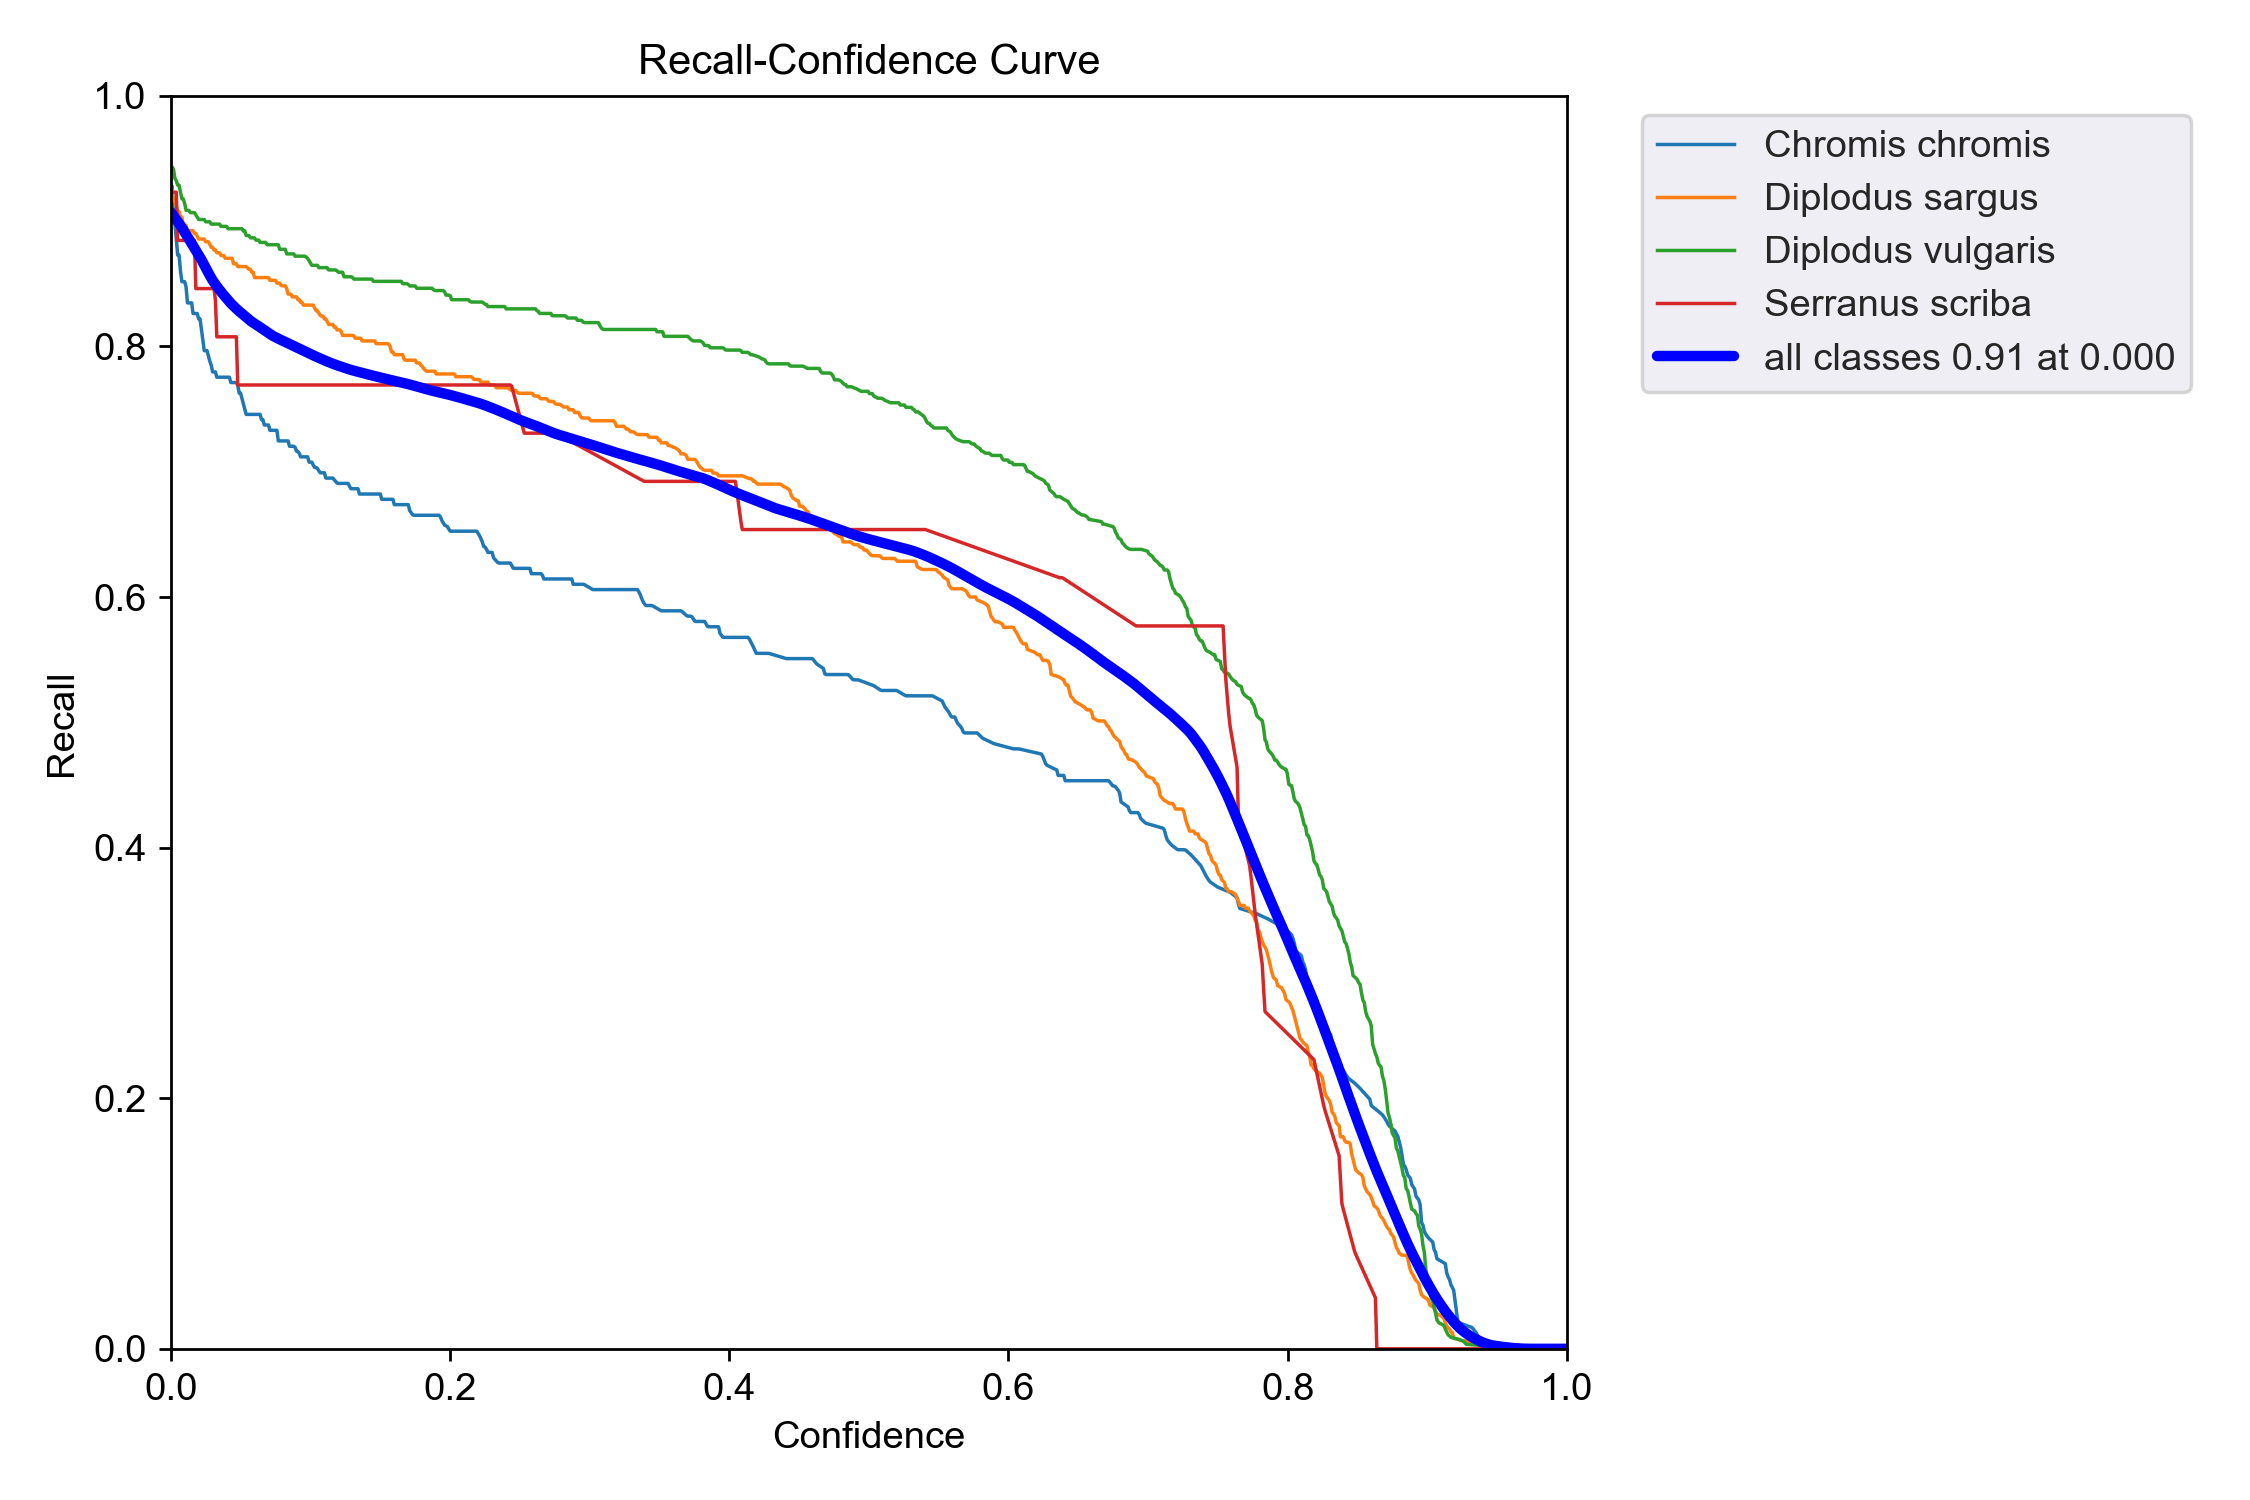 Recall-Confidence Curve
1.0
0.8
0.6
0.4
0.2
0.0
Recall
0.0 0.2 0.4 0.6 0.8 1.0
Confidence
Chromis chromis
Diplodus sargus
Diplodus vulgaris
Serranus scriba
all classes 0.91 at 0.000